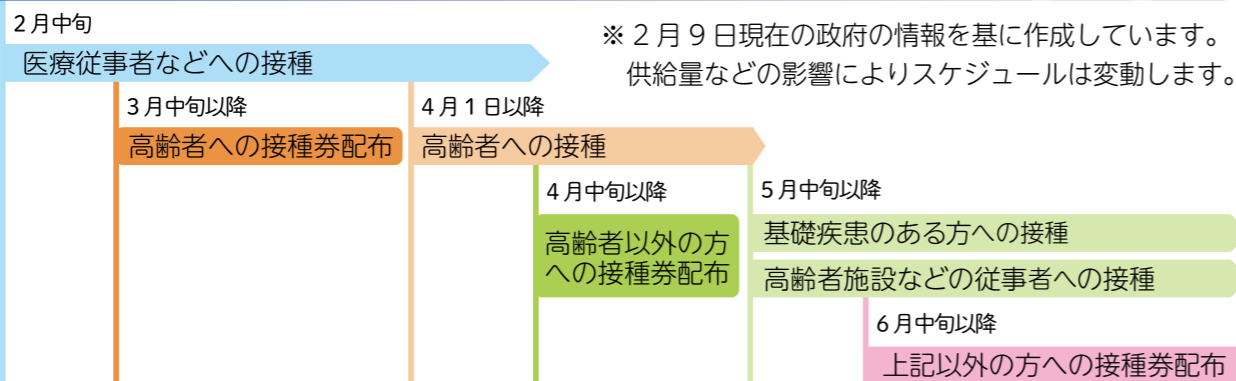 2月中旬
※2月9日現在の政府の情報を基に作成しています。
医療従事者などへの接種
供給量などの影響によりスケジュールは変動します。
3月中旬以降
4月1日以降
高齢者への接種券配布
高齢者への接種
4月中旬以降
5月中旬以降
高齢者以外の方
への接種券配布
基礎疾患のある方への接種
高齢者施設などの従事者への接種
6月中旬以降
上記以外の方への接種券配布